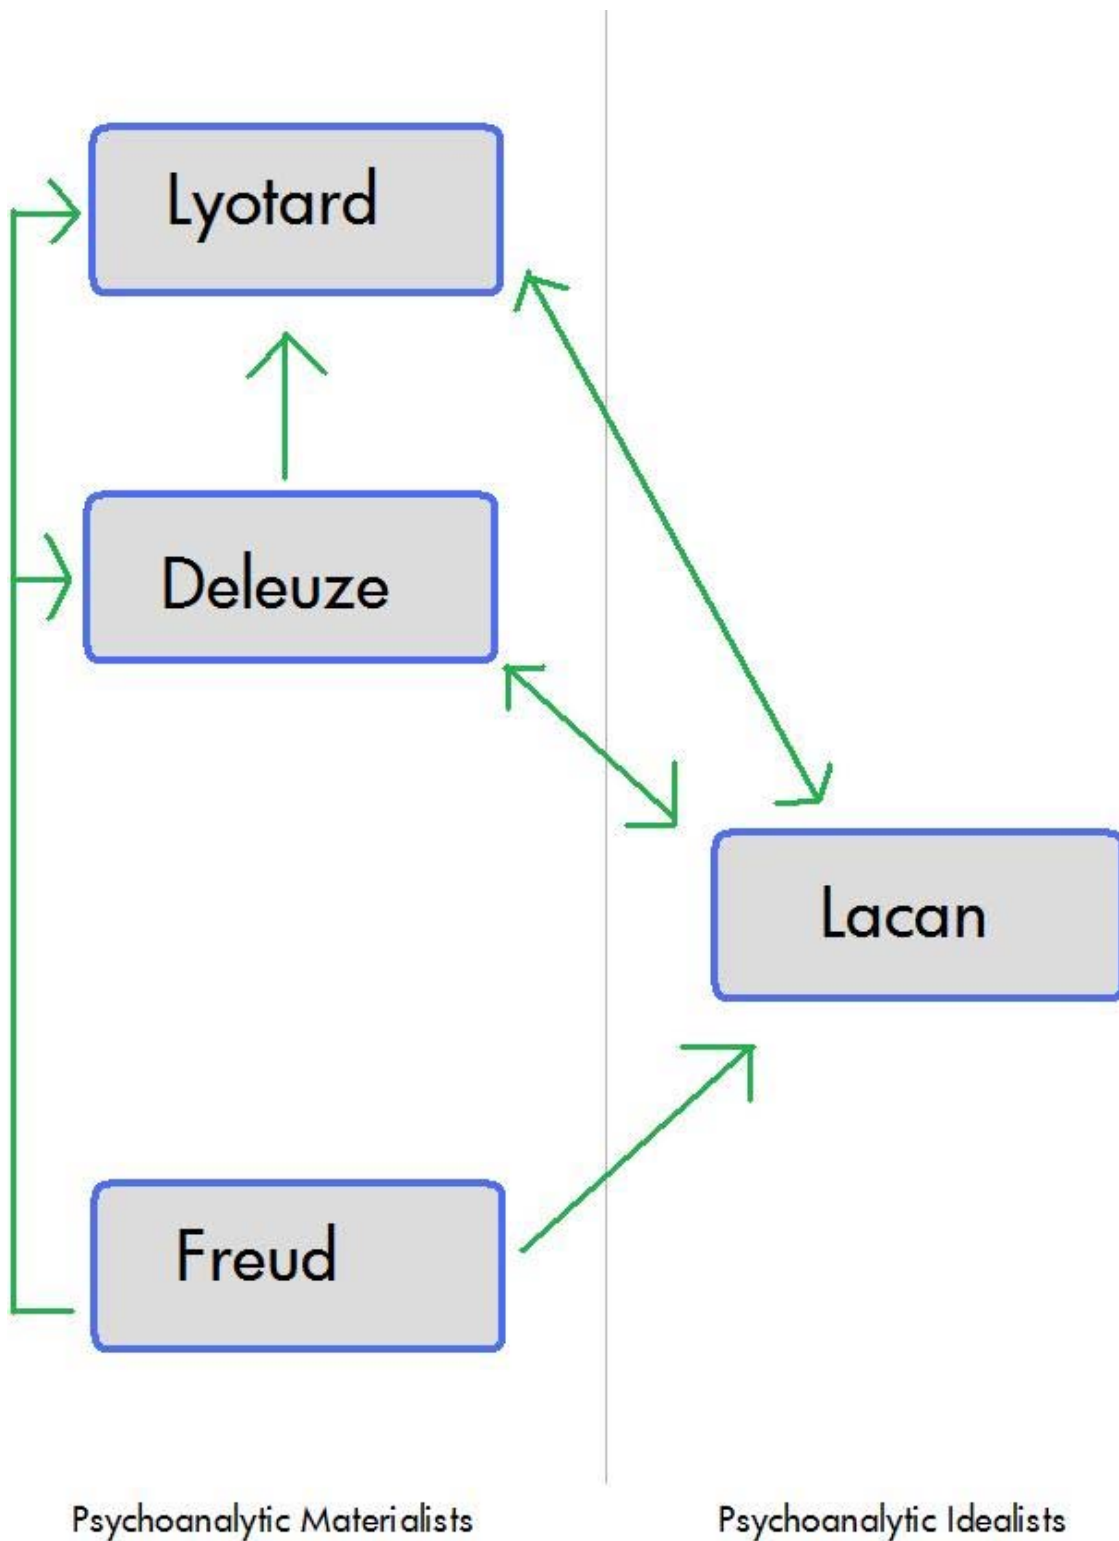 Lyotard
Deleuze
Lacan
Freud
Psychoanalytic Materialists
Psychoanalytic Idealists